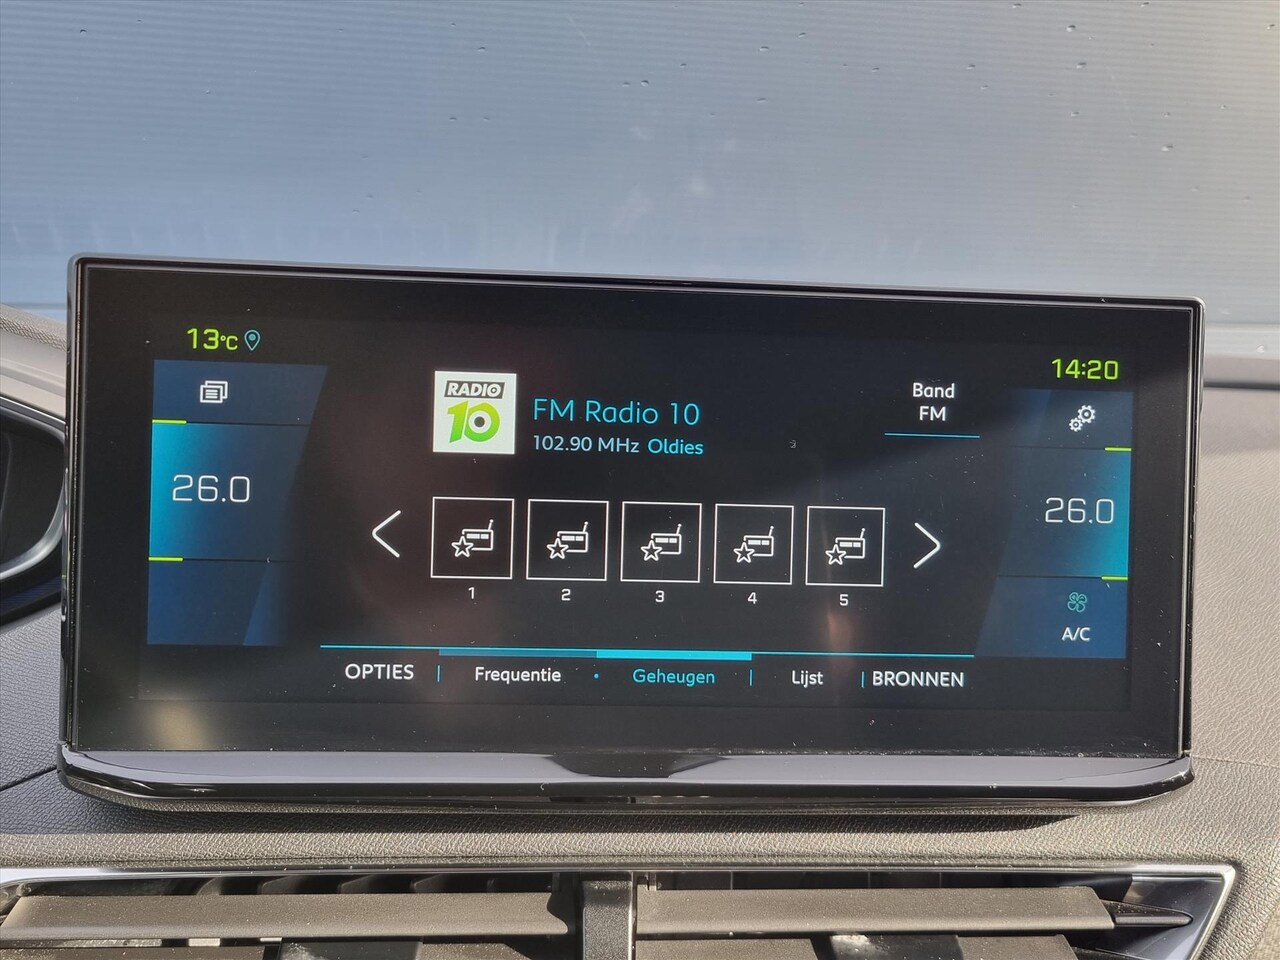 13°C
14:20
RADIO
10
FM Radio 10
102.90 MHz Oldies
Band
FM
26.0
26.0
1 2 3 4 5
A/C
OPTIES Frequentie Geheugen Lijst BRONNEN